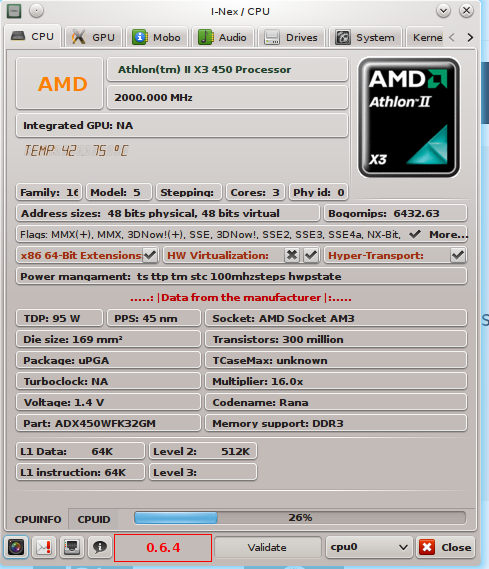 I-Nex / CPU
CPU GPU Mobo Audio Drives System Kerne
AMD
Athlon(tm) II X3 450 Processor
2000.000 MHz
Integrated GPU: NA
TEMP: 42 75 °C
AMD
Athlon II
X3
Family: 16 Model: 5 Stepping: Cores: 3 Phy id: 0
Address sizes: 48 bits physical, 48 bits virtual Bogomips: 6432.63
Flags: MMX(+), MMX, 3DNow!(+), SSE, 3DNow!, SSE2, SSE3, SSE4a, NX-Bit, More...
x86 64-Bit Extensions HW Virtualization: Hyper-Transport:
Power mangament: ts ttp tm stc 100mhzsteps hwpstate
.....: |Data from the manufacturer |:.....
TDP: 95 W PPS: 45 nm Socket: AMD Socket AM3
Die size: 169 mm² Transistors: 300 million
Package: uPGA TCaseMax: unknown
Turboclock: NA Multiplier: 16.0x
Voltage: 1.4 V Codename: Rana
Part: ADX450WFK32GM Memory support: DDR3
L1 Data: 64K Level 2: 512K
L1 instruction: 64K Level 3:
CPUINFO CPUID 26%
0.6.4 Validate cpu0 Close